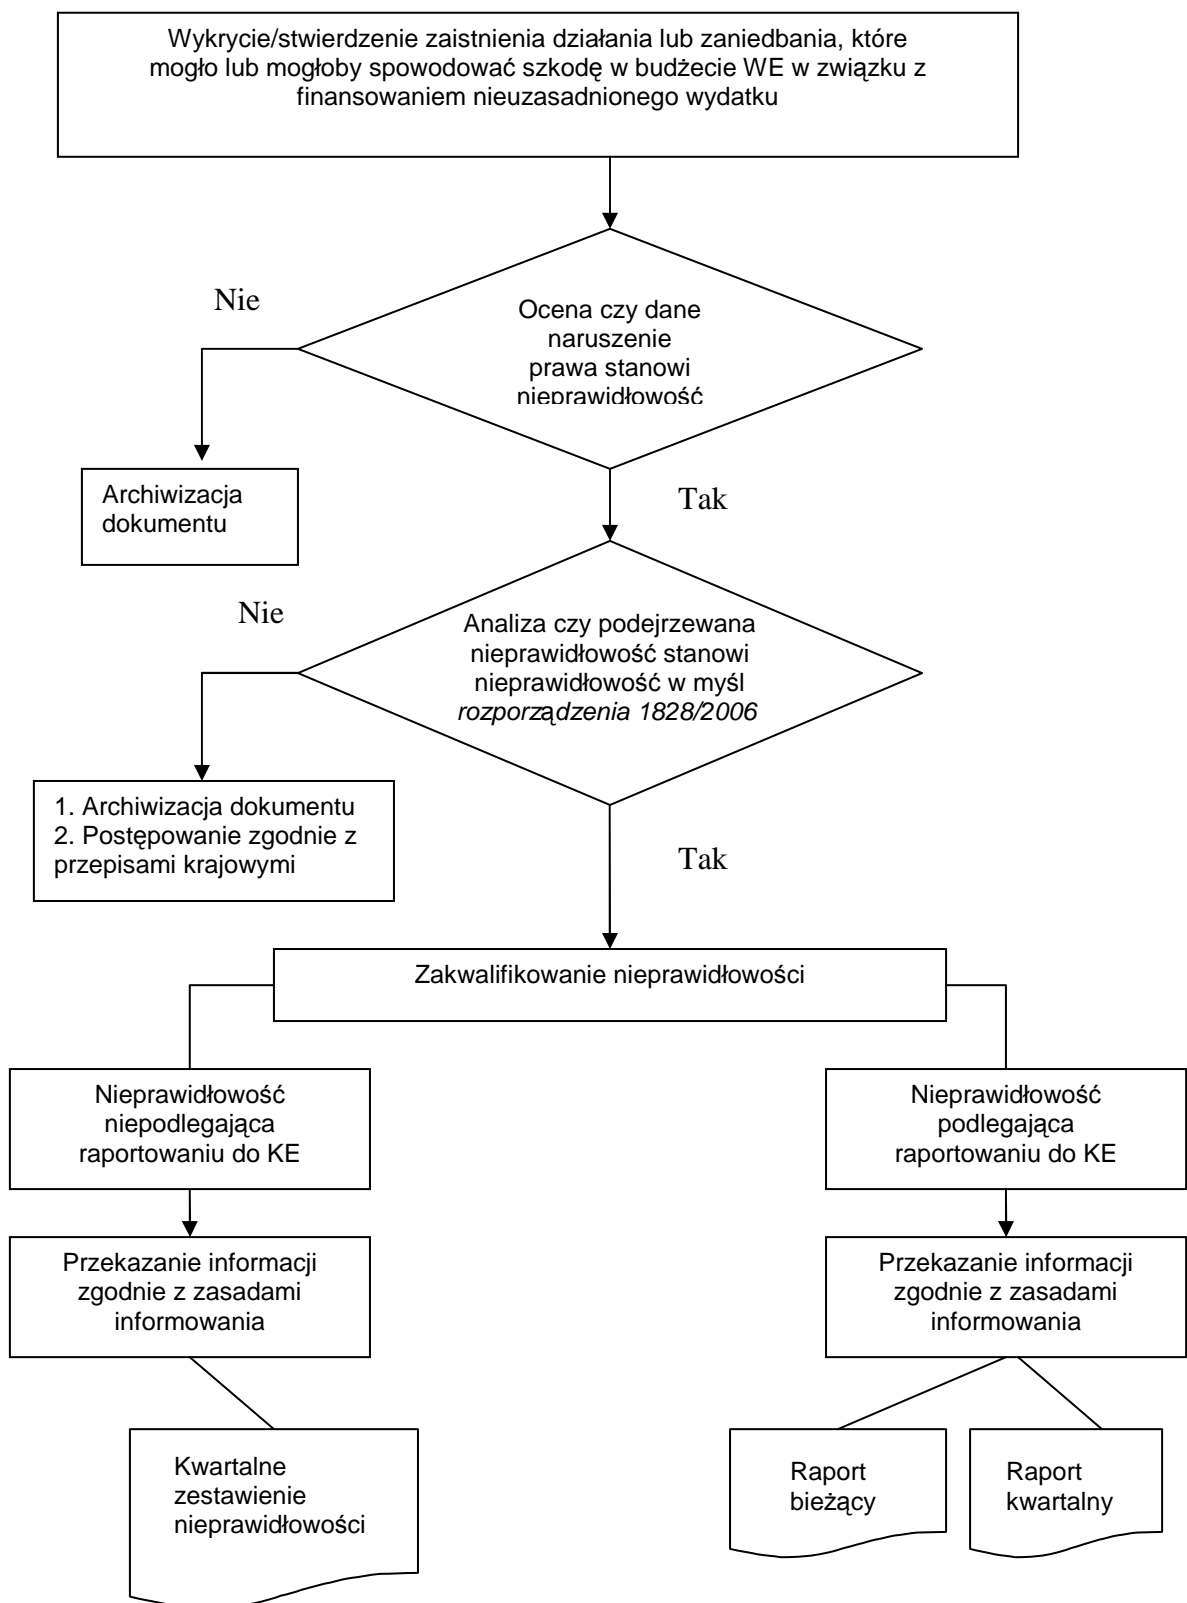 Wykrycie/stwierdzenie zaistnienia działania lub zaniedbania, które
mogło lub mogłoby spowodować szkodę w budżecie WE w związku z
finansowaniem nieuzasadnionego wydatku
Nie
Ocena czy dane
naruszenie
prawa stanowi
nieprawidłowość
Archiwizacja
dokumentu
Tak
Nie
Analiza czy podejrzewana
nieprawidłowość stanowi
nieprawidłowość w myśl
rozporządzenia 1828/2006
1. Archiwizacja dokumentu
2. Postępowanie zgodnie z
przepisami krajowymi
Tak
Zakwalifikowanie nieprawidłowości
Nieprawidłowość
niepodlegająca
raportowaniu do KE
Nieprawidłowość
podlegająca
raportowaniu do KE
Przekazanie informacji
zgodnie z zasadami
informowania
Przekazanie informacji
zgodnie z zasadami
informowania
Kwartalne
zestawienie
nieprawidłowości
Raport
bieżący
Raport
kwartalny